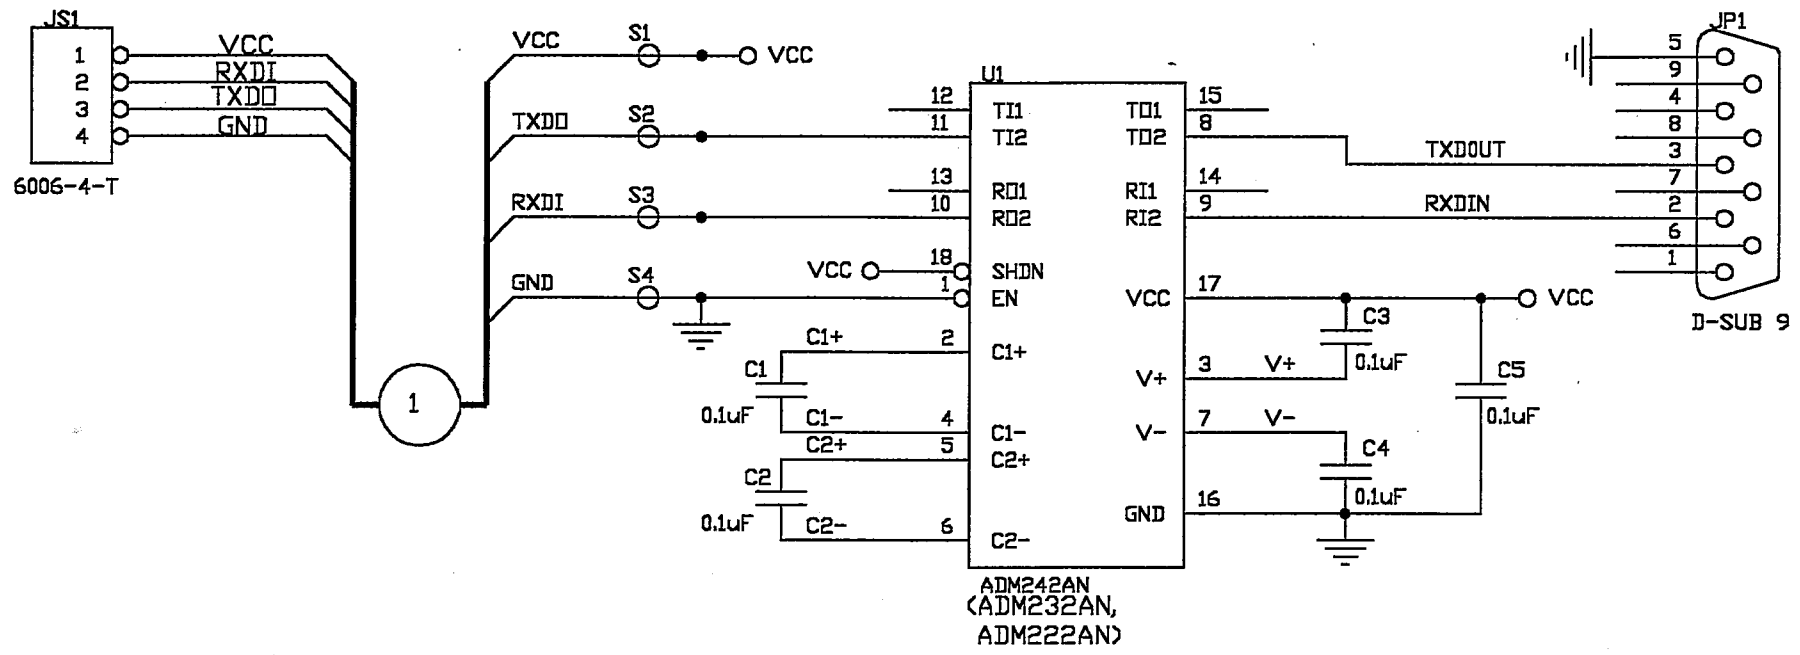 JS1
1 VCC
2 RXDI
3 TXDO
4 GND
6006-4-T
1
VCC S1 VCC
TXDO S2
RXDI S3
GND S4
U1
12 TI1
11 TI2
13 RO1
10 RO2
VCC 18 SHDN
1 EN
C1+ 2 C1+
C1
0.1uF
C1- 4 C1-
C2+ 5 C2+
C2
0.1uF
C2- 6 C2-
TO1 15
TO2 8 TXDOUT
RI1 14
RI2 9 RXDIN
VCC 17 VCC
C3
0.1uF
V+ 3 V+
C5
0.1uF
V- 7 V-
C4
0.1uF
GND 16
ADM242AN
(ADM232AN,
ADM222AN)
JP1
5
9
4
8
3
7
2
6
1
D-SUB 9